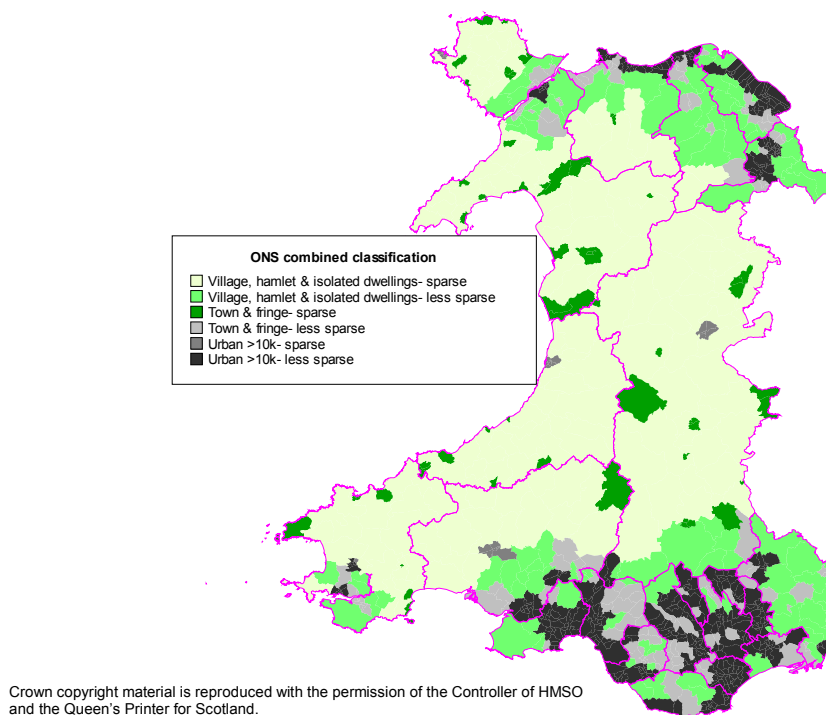 ONS combined classification
Village, hamlet & isolated dwellings- sparse
Village, hamlet & isolated dwellings- less sparse
Town & fringe- sparse
Town & fringe- less sparse
Urban >10k- sparse
Urban >10k- less sparse
Crown copyright material is reproduced with the permission of the Controller of HMSO
and the Queen's Printer for Scotland.